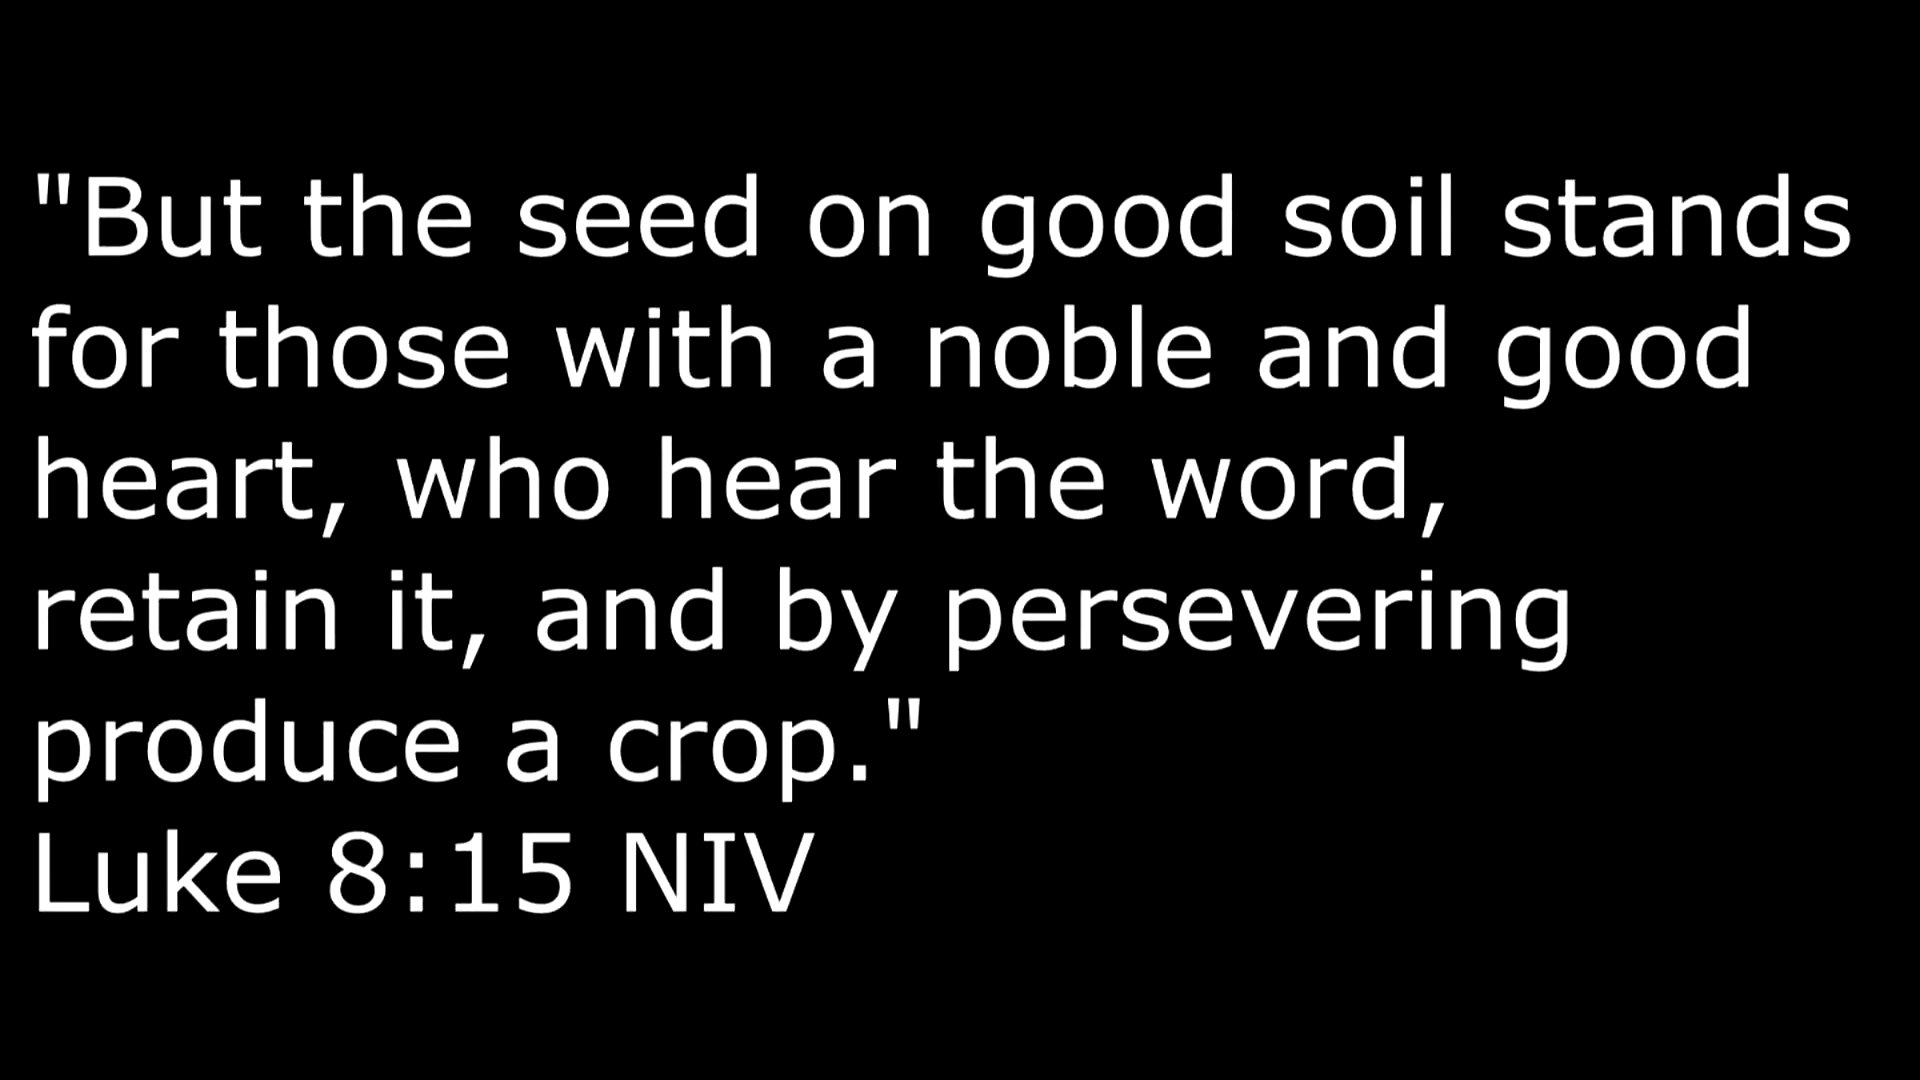 "But the seed on good soil stands
for those with a noble and good
heart, who hear the word,
retain it, and by persevering
produce a crop."
Luke 8:15 NIV